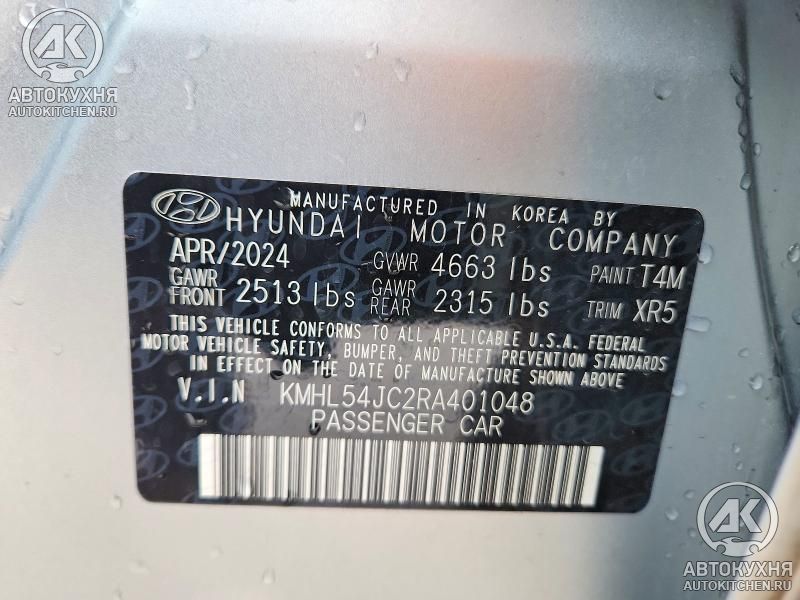 АВТОКУХНЯ
AUTOKITCHEN.RU
MANUFACTURED IN KOREA BY
HYUNDAI MOTOR COMPANY
APR/2024 GVWR 4663 lbs PAINT T4M
GAWR FRONT 2513 lbs GAWR REAR 2315 lbs TRIM XR5
THIS VEHICLE CONFORMS TO ALL APPLICABLE U.S.A. FEDERAL
MOTOR VEHICLE SAFETY, BUMPER, AND THEFT PREVENTION STANDARDS
IN EFFECT ON THE DATE OF MANUFACTURE SHOWN ABOVE
V.I.N KMHL54JC2RA401048
PASSENGER CAR
АВТОКУХНЯ
AUTOKITCHEN.RU